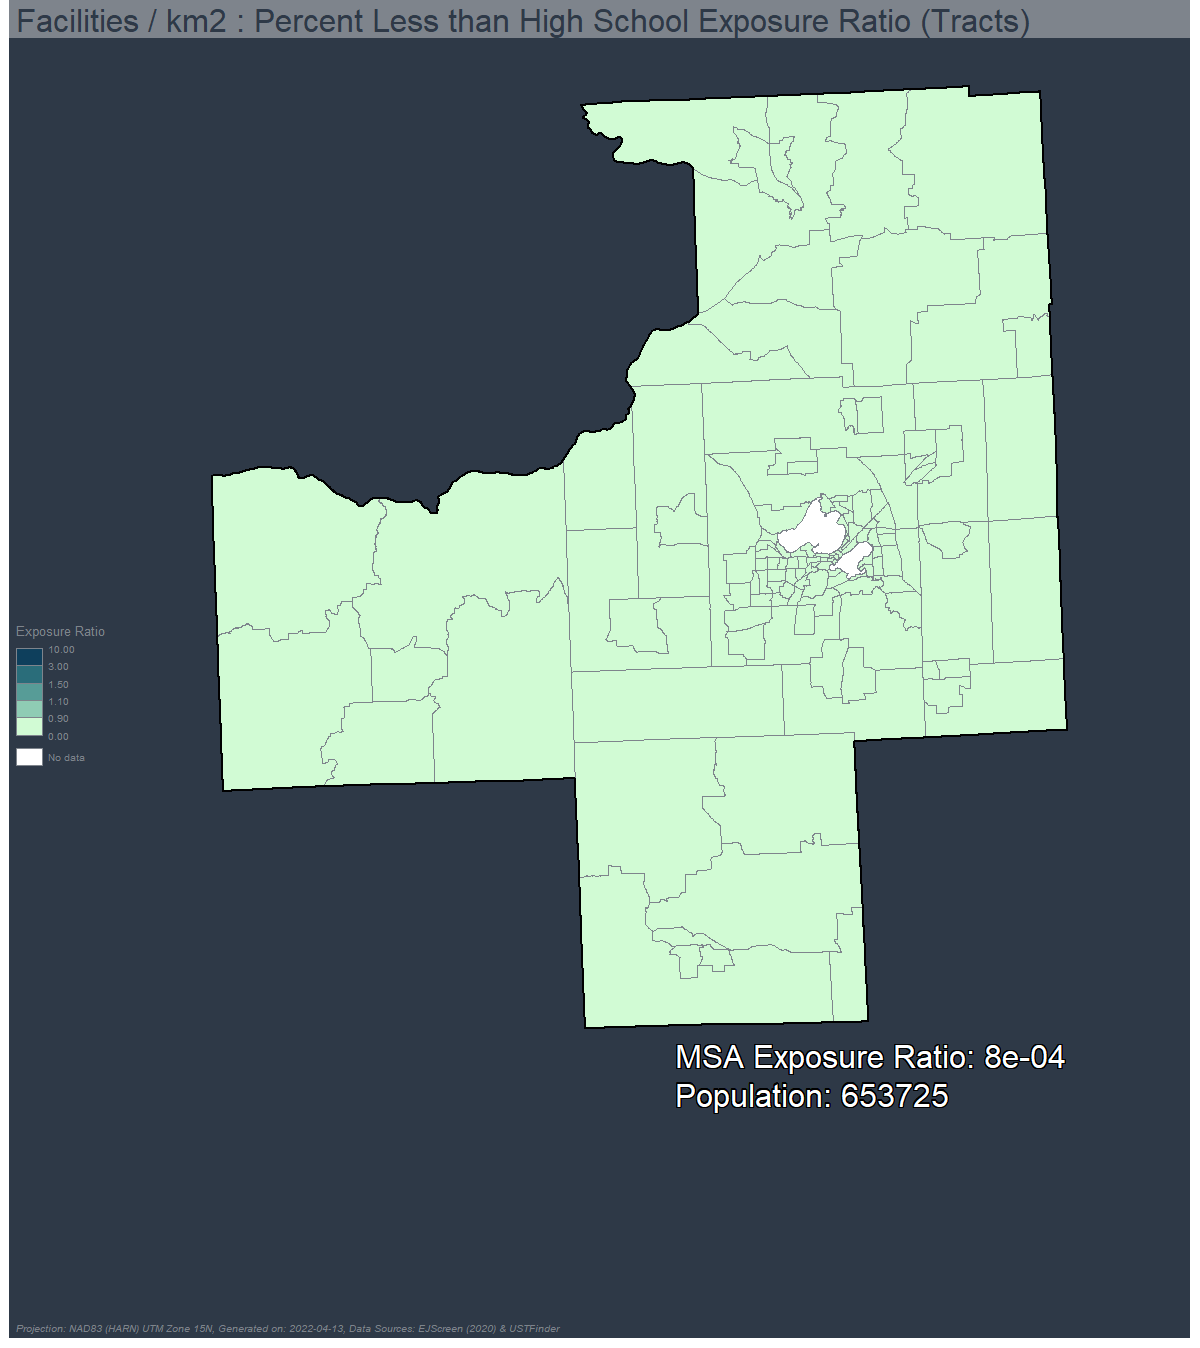 Facilities / km2 : Percent Less than High School Exposure Ratio (Tracts)
Exposure Ratio
10.00
3.00
1.50
1.10
0.90
0.00
No data
MSA Exposure Ratio: 8e-04
Population: 653725
Projection: NAD83 (HARN) UTM Zone 15N, Generated on: 2022-04-13, Data Sources: EJScreen (2020) & USTFinder